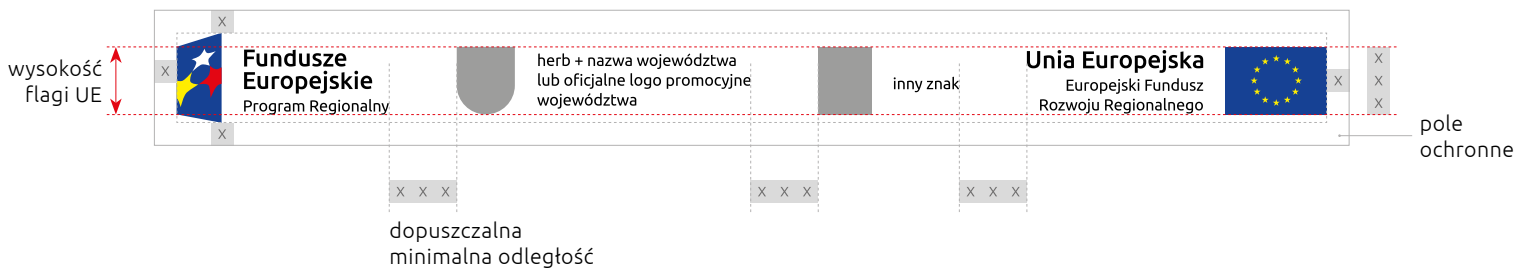 X
wysokość
flagi UE
X
Fundusze
Europejskie
Program Regionalny
X
herb + nazwa województwa
lub oficjalne logo promocyjne
województwa
inny znak
Unia Europejska
Europejski Fundusz
Rozwoju Regionalnego
X
X
X
X
pole
ochronne
X X X
X X X
X X X
dopuszczalna
minimalna odległość